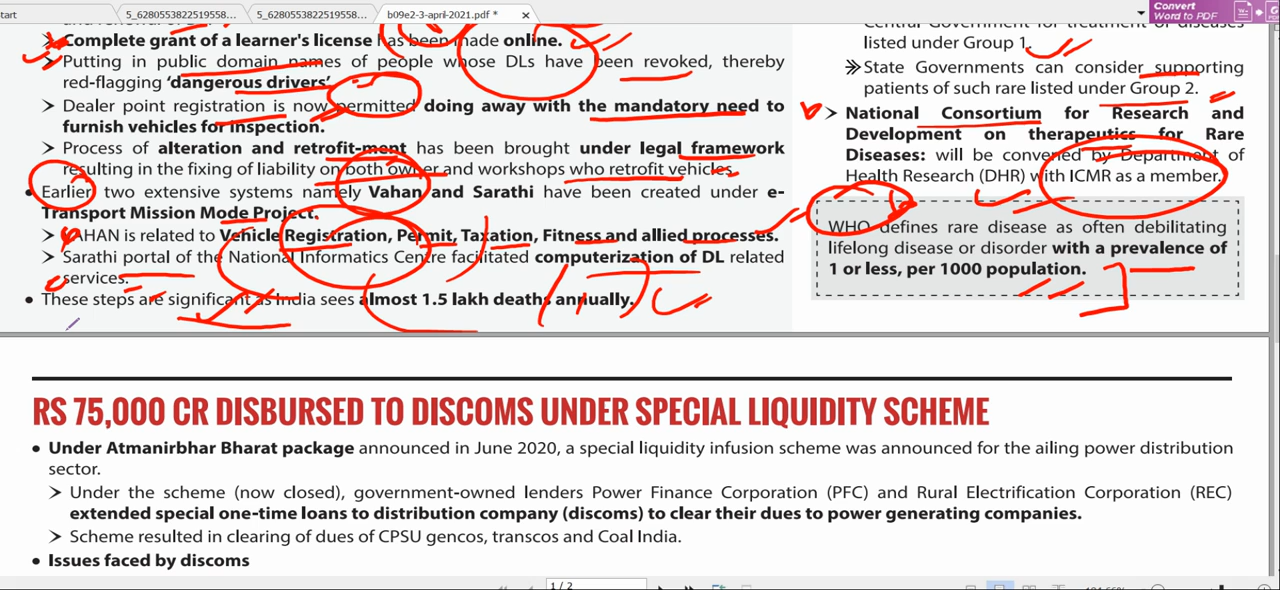 tart
5_6280553822519558...
5_6280553822519558...
b09e2-3-april-2021.pdf *
Convert
Word to PDF
➤ Complete grant of a learner's license has been made online.
➤ Putting in public domain names of people whose DLs have been revoked, thereby
red-flagging 'dangerous drivers'
➤ Dealer point registration is now permitted doing away with the mandatory need to
furnish vehicles for inspection.
➤ Process of alteration and retrofit-ment has been brought under legal framework
resulting in the fixing of liability on both owner and workshops who retrofit vehicles.
• Earlier two extensive systems namely Vahan and Sarathi have been created under e-
Transport Mission Mode Project.
➤ VAHAN is related to Vehicle Registration, Permit, Taxation, Fitness and allied processes.
➤ Sarathi portal of the National Informatics Centre facilitated computerization of DL related
services.
• These steps are significant as India sees almost 1.5 lakh deaths annually.
Central Government for treatment of diseases
listed under Group 1.
State Governments can consider supporting
patients of such rare listed under Group 2.
➤ National Consortium for Research and
Development on therapeutics for Rare
Diseases: will be convened by Department of
Health Research (DHR) with ICMR as a member.
WHO defines rare disease as often debilitating
lifelong disease or disorder with a prevalence of
1 or less, per 1000 population.
RS 75,000 CR DISBURSED TO DISCOMS UNDER SPECIAL LIQUIDITY SCHEME
• Under Atmanirbhar Bharat package announced in June 2020, a special liquidity infusion scheme was announced for the ailing power distribution
sector.
➤ Under the scheme (now closed), government-owned lenders Power Finance Corporation (PFC) and Rural Electrification Corporation (REC)
extended special one-time loans to distribution company (discoms) to clear their dues to power generating companies.
➤ Scheme resulted in clearing of dues of CPSU gencos, transcos and Coal India.
• Issues faced by discoms
1 / 2